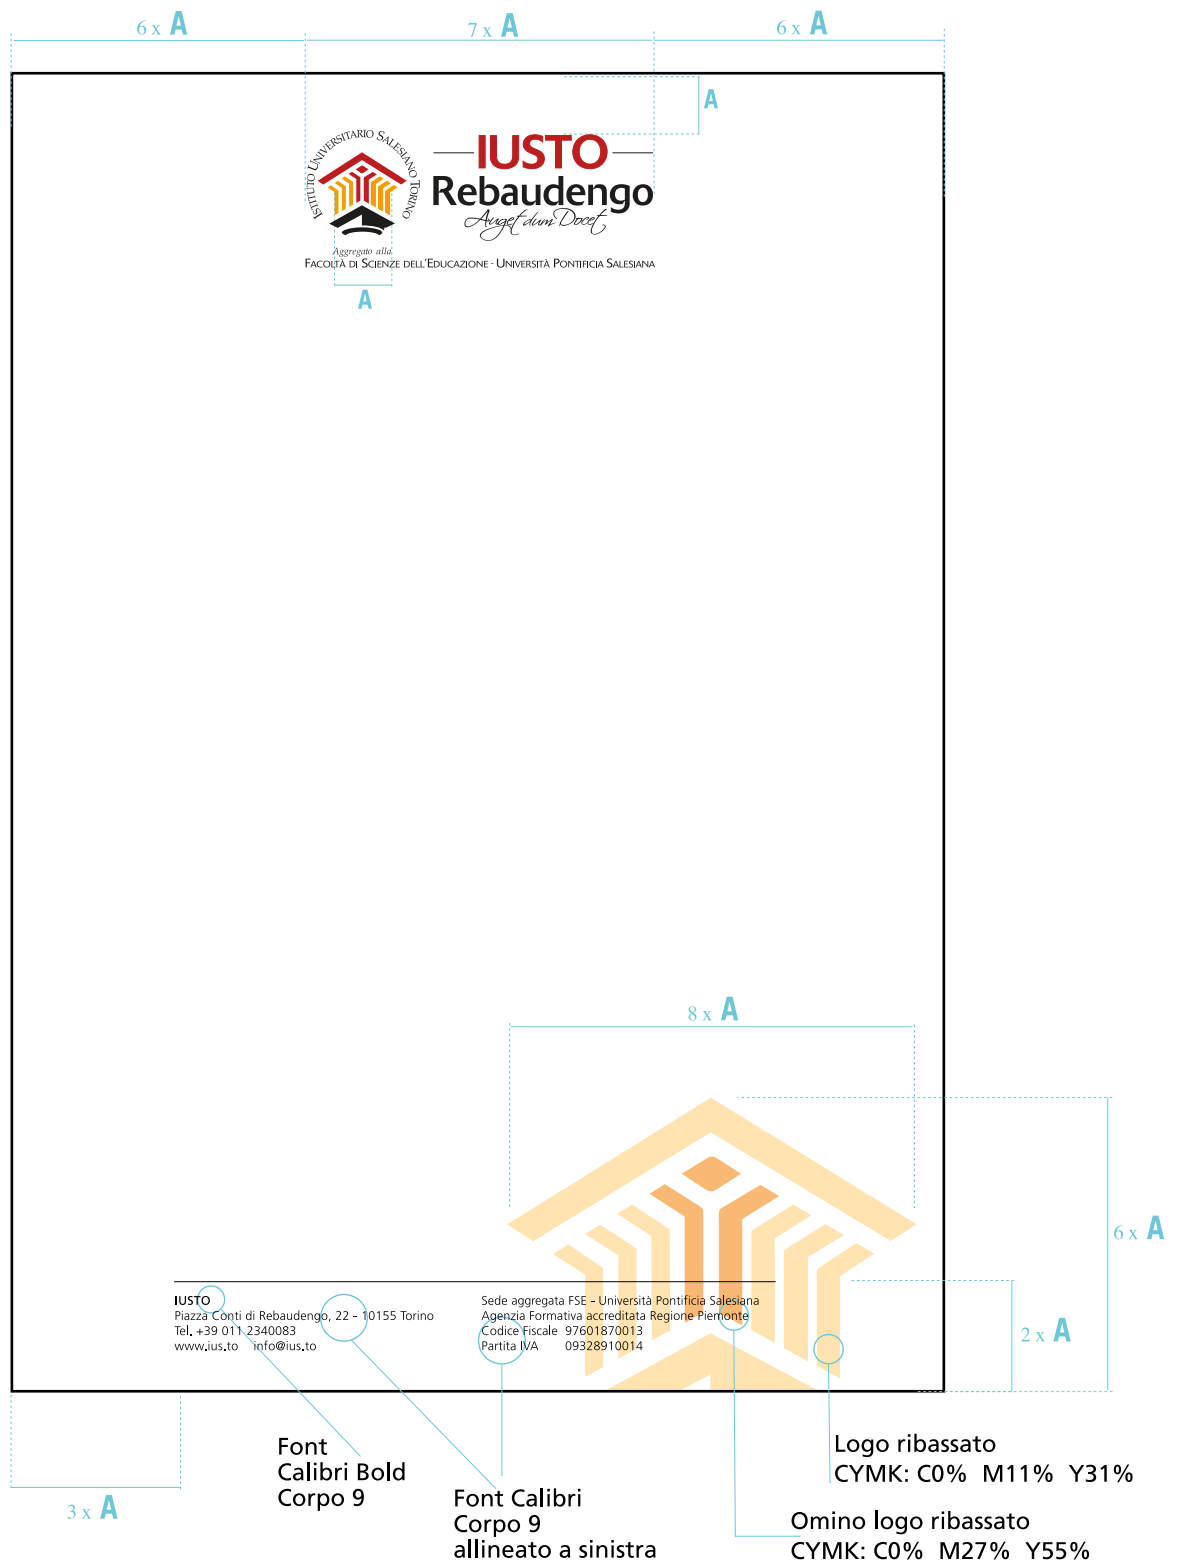 6 x A
7 x A
6 x A
A
ISTITUTO UNIVERSITARIO SALESIANO TORINO
IUSTO
Rebaudengo
Auget dum Docet
Aggregato alla
FACOLTÀ DI SCIENZE DELL'EDUCAZIONE - UNIVERSITÀ PONTIFICIA SALESIANA
A
8 x A
6 x A
2 x A
IUSTO
Piazza Conti di Rebaudengo, 22 - 10155 Torino
Tel. +39 011 2340083
www.ius.to info@ius.to
Sede aggregata FSE - Università Pontificia Salesiana
Agenzia Formativa accreditata Regione Piemonte
Codice Fiscale 97601870013
Partita IVA 09328910014
3 x A
Font
Calibri Bold
Corpo 9
Font Calibri
Corpo 9
allineato a sinistra
Logo ribassato
CYMK: C0% M11% Y31%
Omino logo ribassato
CYMK: C0% M27% Y55%